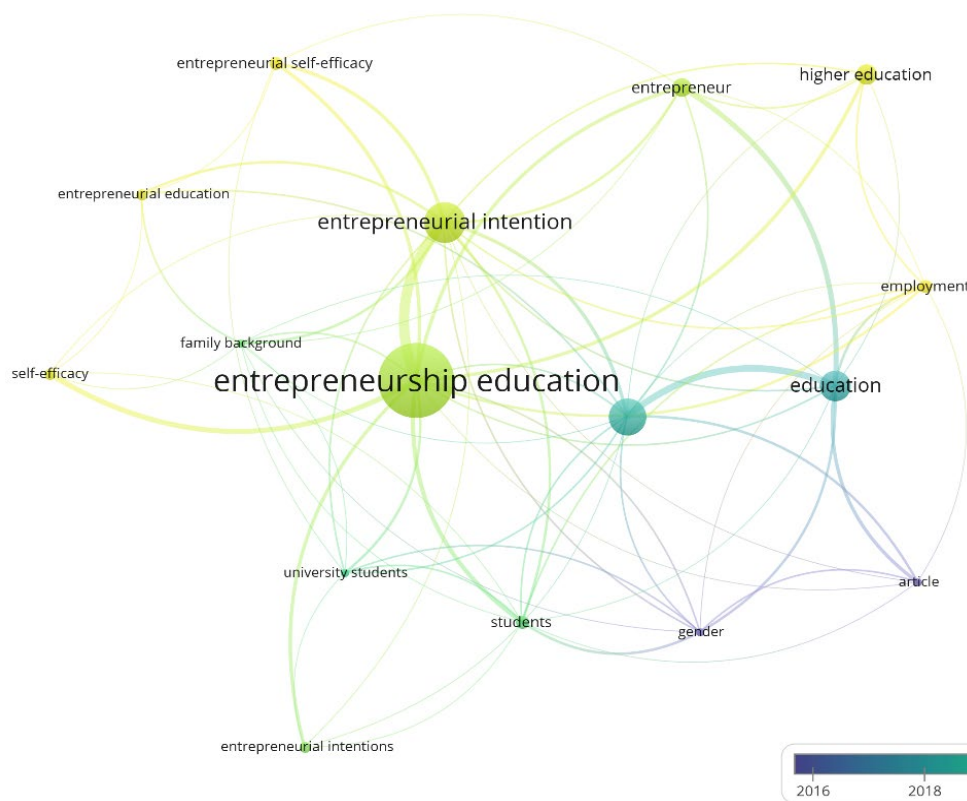 entrepreneurial self-efficacy
higher education
entrepreneur
entrepreneurial education
entrepreneurial intention
employment
family background
self-efficacy
entrepreneurship education
education
university students
article
students
gender
entrepreneurial intentions
2016
2018